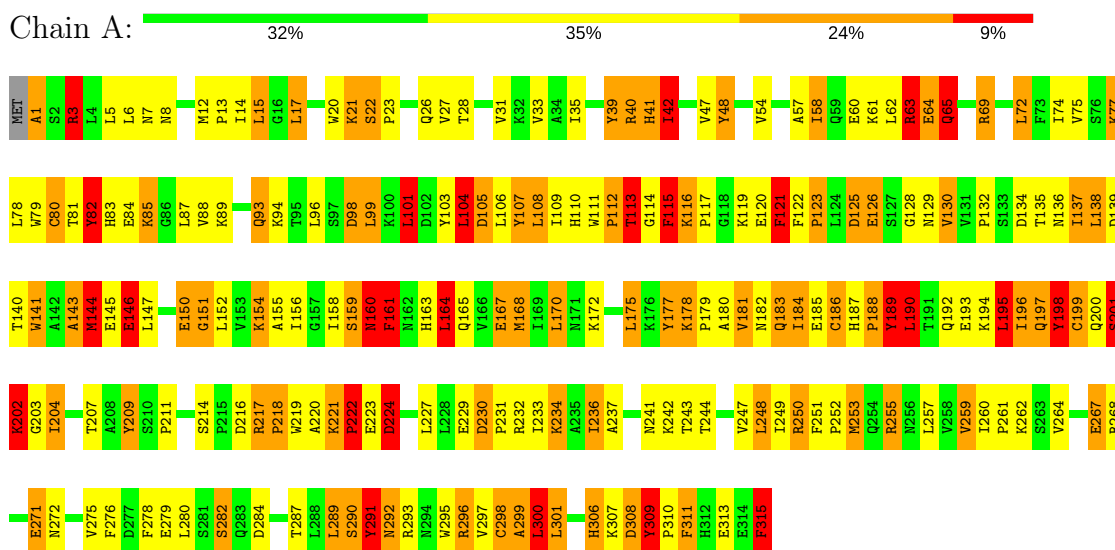 Chain A:
32% 35% 24% 9%
MET A1 S2 R3 L4 L5 L6 N7 N8 M12 P13 I14 L15 G16 L17 W20 K21 S22 P23 Q26 V27 T28 V31 K32 V33 A34 I35 Y39 R40 H41 I42 V47 Y48 V54 A57 I58 Q59 E60 K61 L62 R63 E64 Q65 R69 L72 F73 I74 V75 S76 K77
L78 W79 C80 T81 Y82 H83 E84 K85 G86 L87 V88 K89 Q93 K94 T95 L96 S97 D98 L99 K100 L101 D102 Y103 L104 D105 L106 Y107 L108 I109 H110 W111 P112 T113 G114 F115 K116 P117 G118 K119 E120 F121 F122 P123 L124 D125 E126 S127 G128 N129 V130 V131 P132 S133 D134 T135 N136 I137 L138
T140 W141 A142 A143 M144 E145 E146 L147 E150 G151 L152 V153 K154 A155 I156 G157 I158 S159 N160 F161 N162 H163 L164 Q165 V166 E167 M168 I169 L170 N171 K172 L175 K176 Y177 K178 P179 A180 V181 N182 Q183 I184 E185 C186 H187 P188 Y189 L190 T191 Q192 E193 K194 L195 I196 Q197 Y198 C199 Q200 S201
K202 G203 I204 T207 A208 Y209 S210 P211 S214 P215 D216 R217 P218 W219 A220 K221 P222 E223 D224 L227 L228 E229 D230 P231 R232 I233 K234 A235 I236 A237 N241 K242 T243 T244 V247 L248 I249 R250 F251 P252 M253 Q254 R255 N256 L257 V258 V259 I260 P261 K262 S263 V264 E267
E271 N272 V275 F276 D277 F278 E279 L280 S281 S282 Q283 D284 T287 L288 L289 S290 Y291 N292 R293 N294 W295 R296 V297 C298 A299 L300 L301 H306 K307 D308 Y309 P310 F311 H312 E313 E314 F315